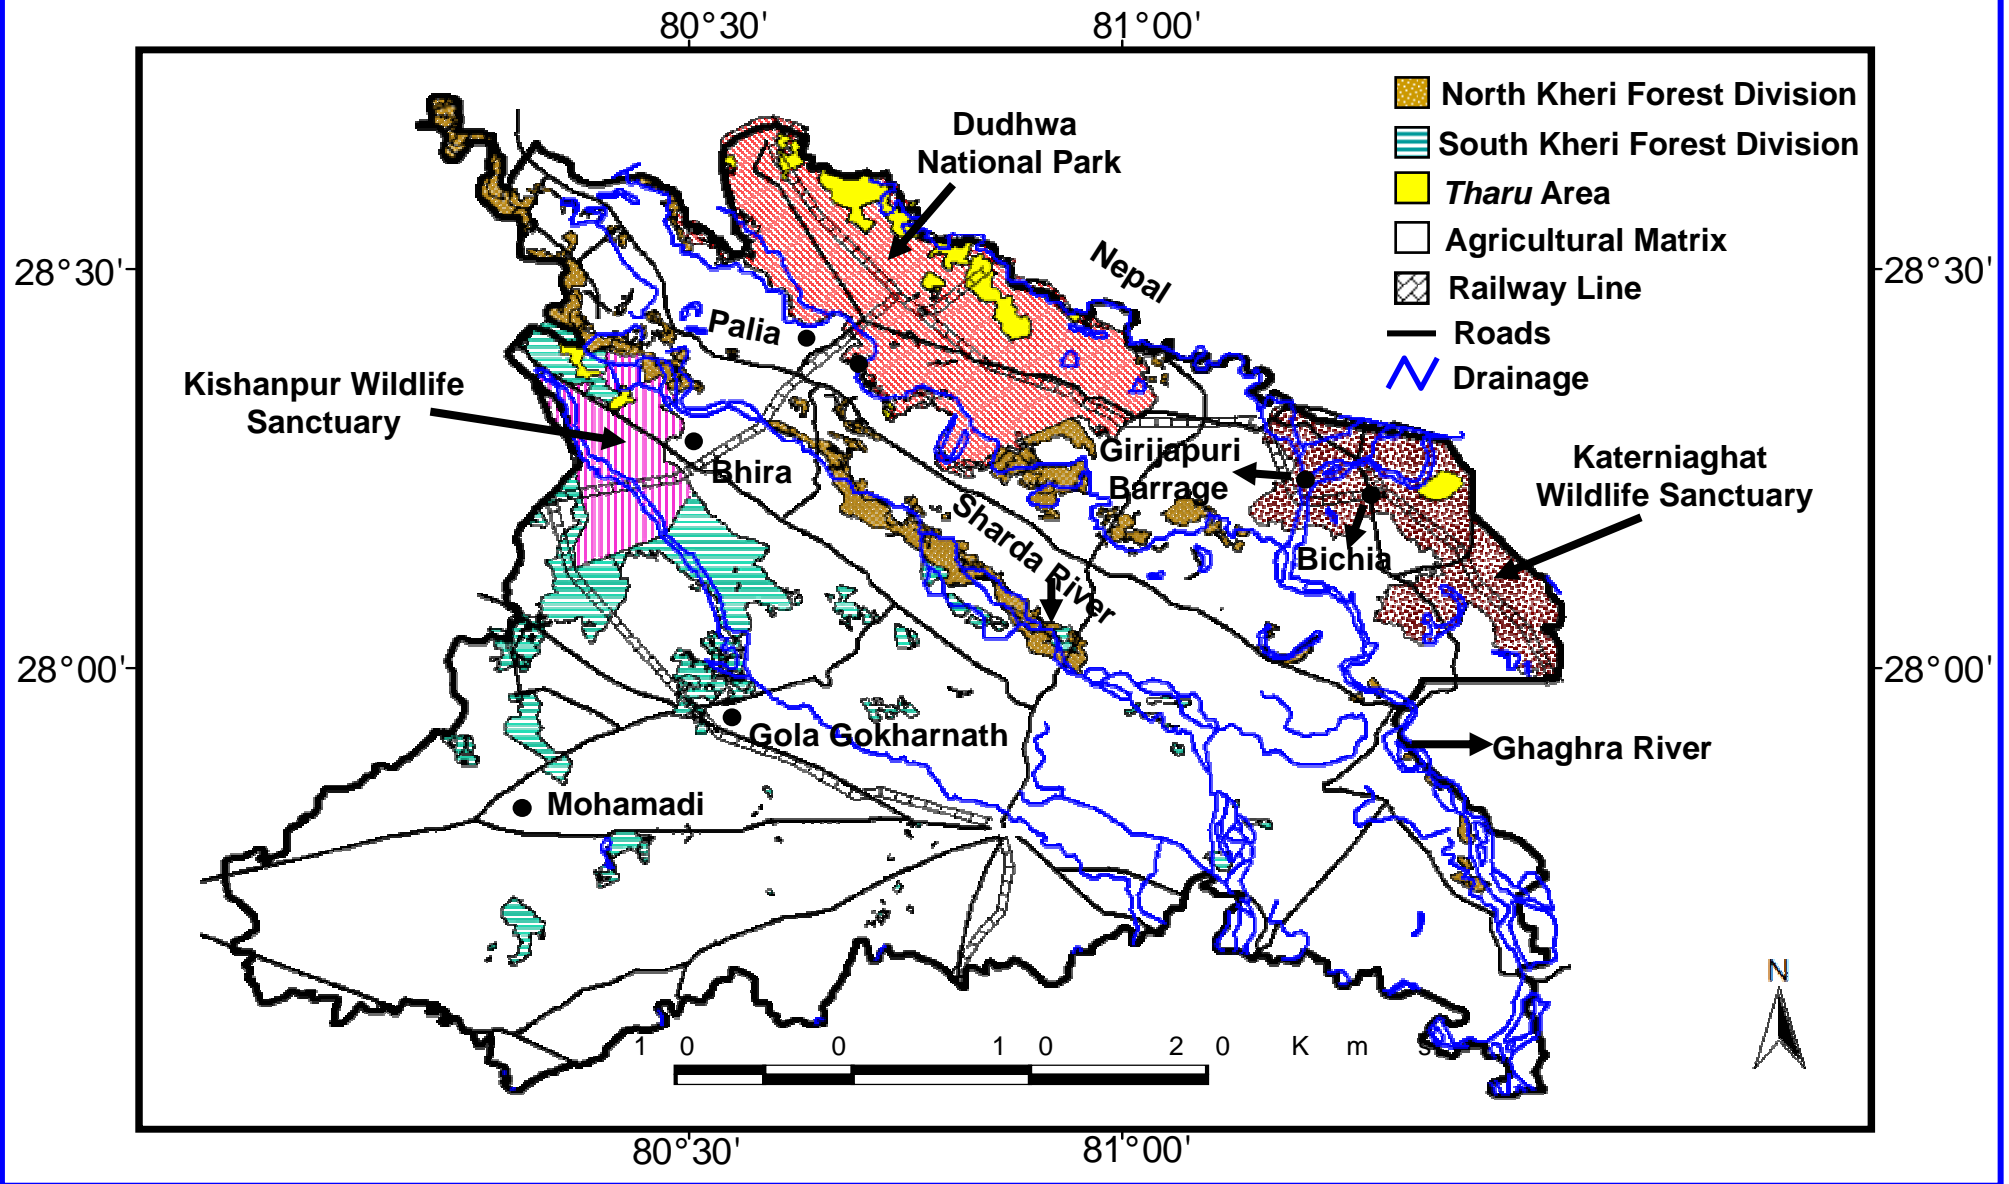 80°30' 81°00'
North Kheri Forest Division
South Kheri Forest Division
Tharu Area
Agricultural Matrix
Railway Line
Roads
Drainage
Dudhwa
National Park
Nepal
28°30' 28°30'
Palia
Kishanpur Wildlife
Sanctuary
Bhira
Girijapuri
Barrage
Katerniaghat
Wildlife Sanctuary
Sharda River
Bichia
28°00' 28°00'
Gola Gokharnath
Ghaghra River
Mohamadi
N
10 0 10 20 Kms
80°30' 81°00'